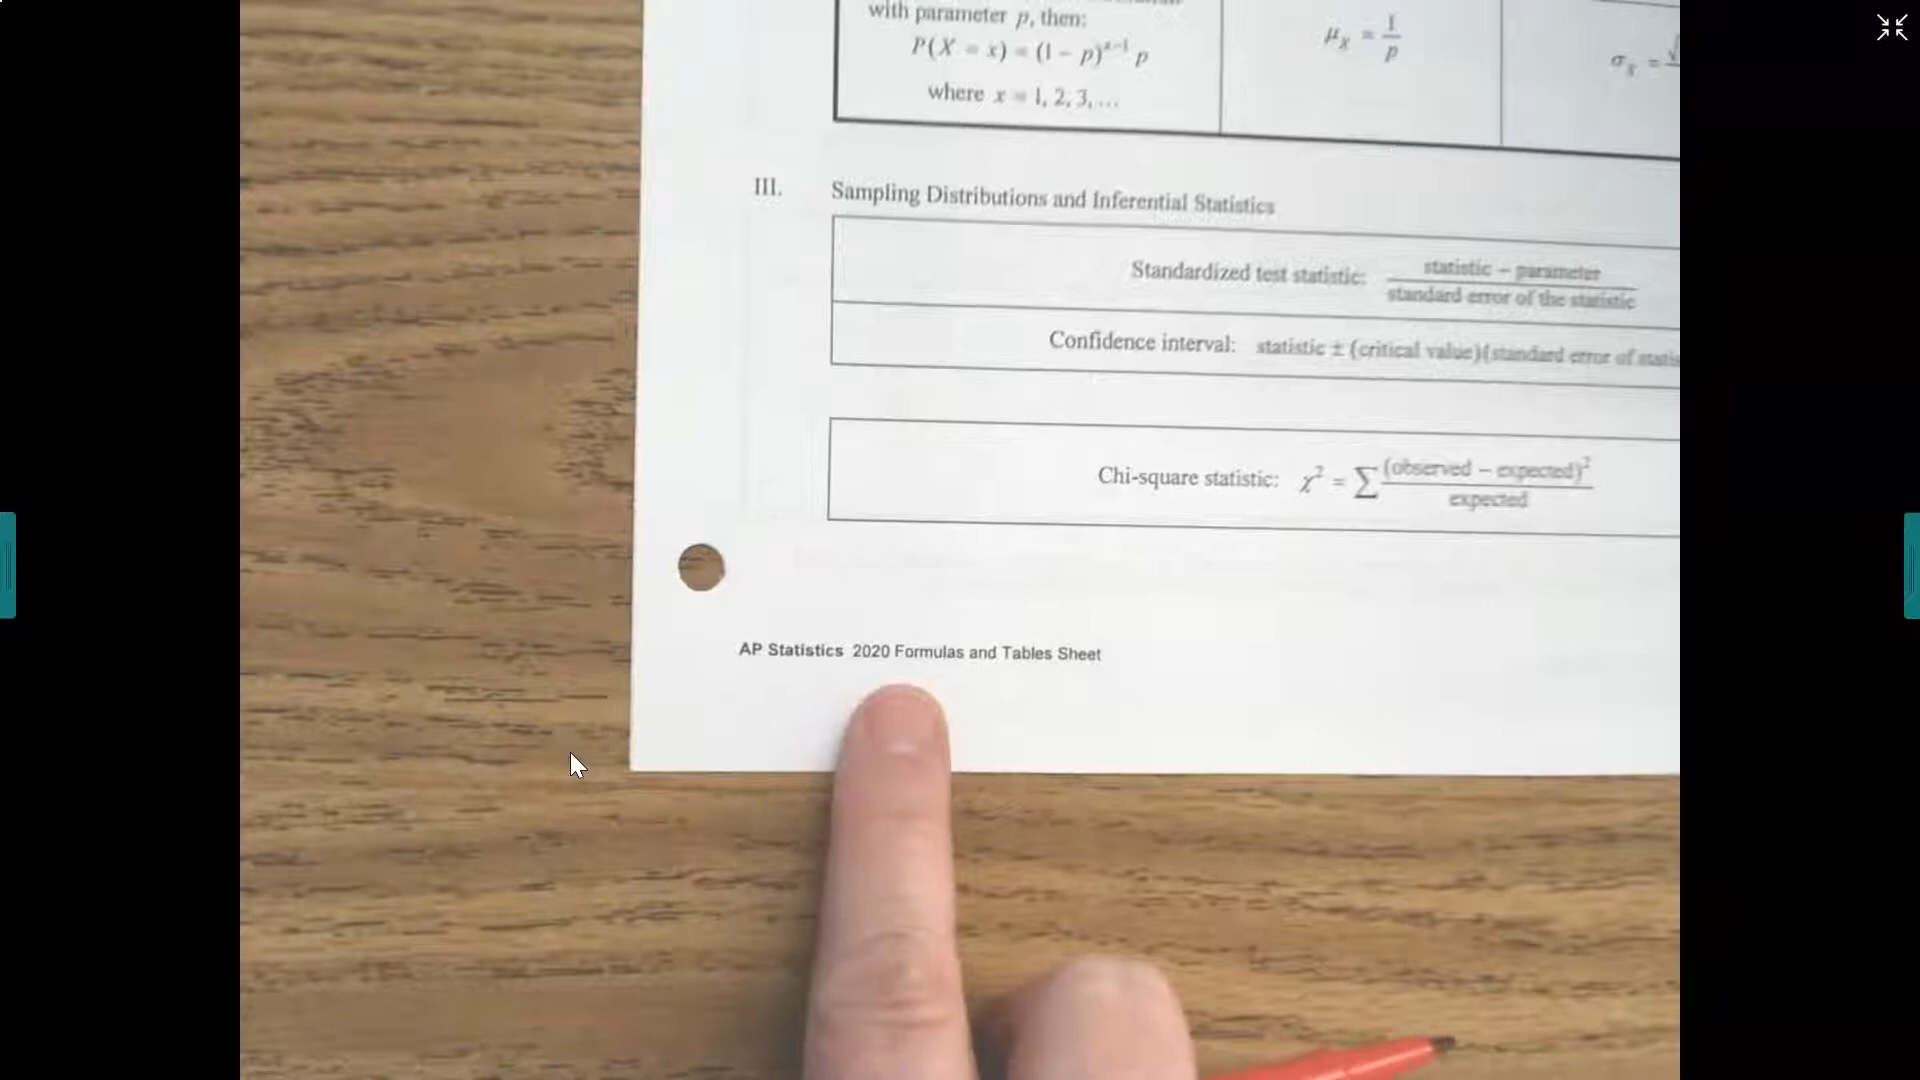 with parameter p, then:
P(X = x) = (1 − p)^{x−1} p
where x = 1, 2, 3, …
μ_X = 1/p
σ_X = √
III. Sampling Distributions and Inferential Statistics
Standardized test statistic: statistic − parameter
standard error of the statistic
Confidence interval: statistic ± (critical value)(standard error of
Chi-square statistic: χ² = ∑ (observed − expected)²
expected
AP Statistics 2020 Formulas and Tables Sheet